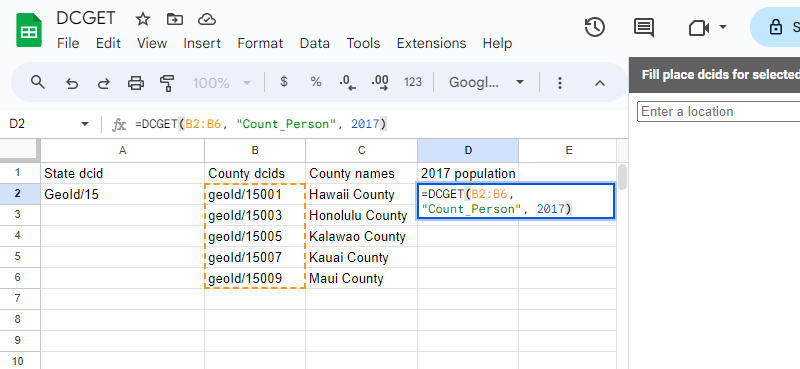 DCGET
File Edit View Insert Format Data Tools Extensions Help
S
100% $ % .0 .00 123 Googl...
Fill place dcids for selected
Enter a location
D2 fx =DCGET(B2:B6, "Count_Person", 2017)
A B C D E
1 State dcid County dcids County names 2017 population
2 GeoId/15 geoId/15001 Hawaii County =DCGET(B2:B6,
"Count_Person", 2017)
3 geoId/15003 Honolulu County
4 geoId/15005 Kalawao County
5 geoId/15007 Kauai County
6 geoId/15009 Maui County
7
8
9
10